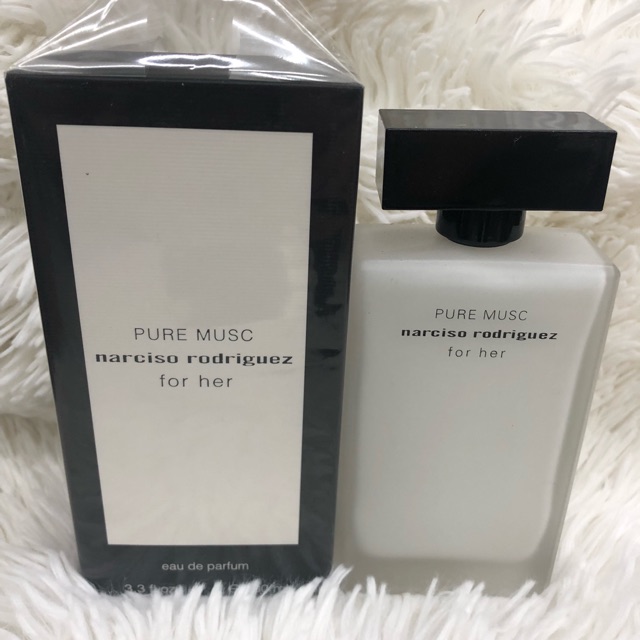 PURE MUSC
narciso rodriguez
for her
eau de parfum
PURE MUSC
narciso rodriguez
for her